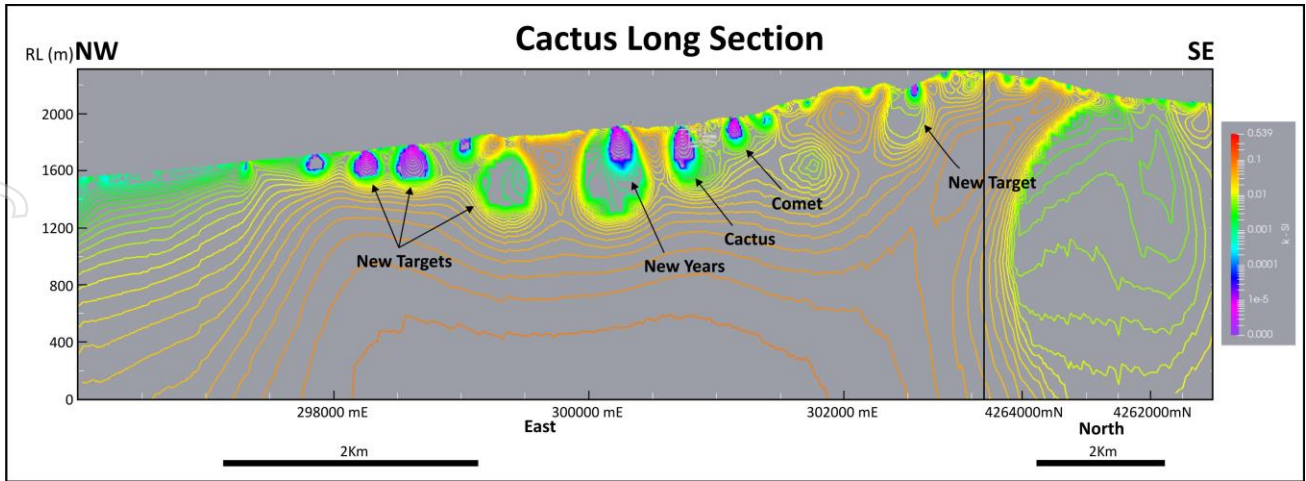 Cactus Long Section
RL (m) NW
SE
2000
1600
1200
800
400
0
New Targets
New Years
Cactus
Comet
New Target
298000 mE
300000 mE
302000 mE
4264000mN
4262000mN
East
North
2Km
2Km
0.539
0.1
0.01
0.001
0.0001
1e-5
0.000
k - SI